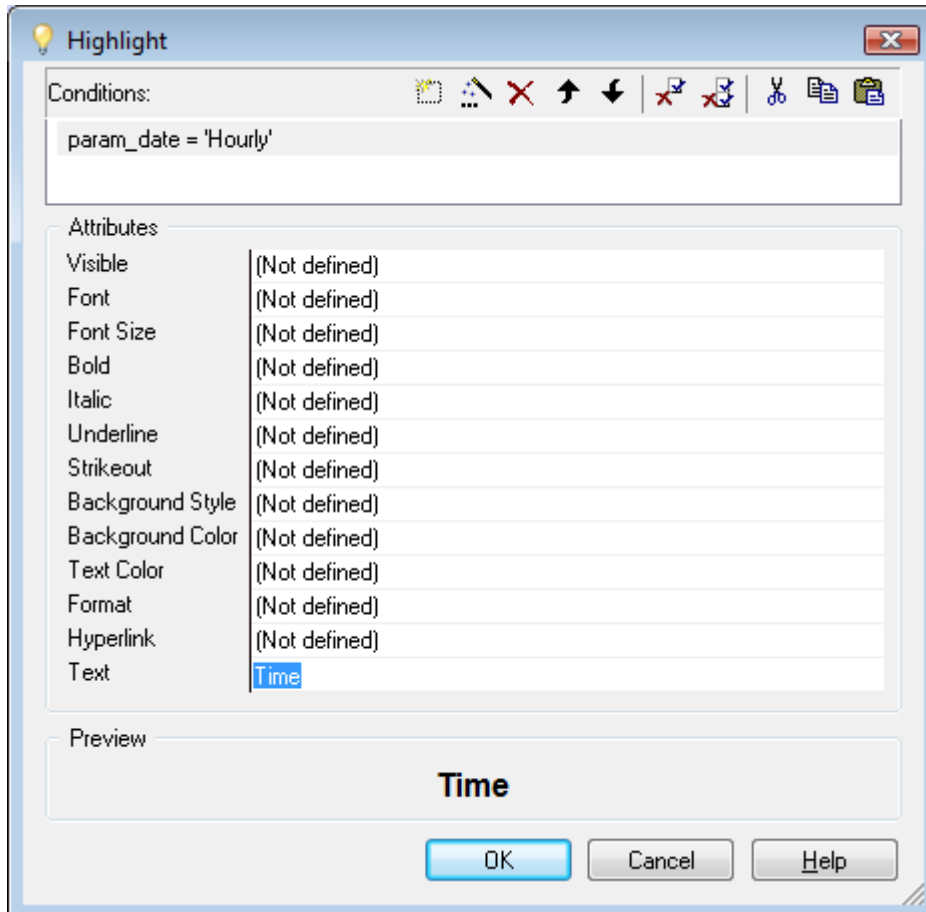 Highlight
Conditions:
param_date = 'Hourly'
Attributes
Visible (Not defined)
Font (Not defined)
Font Size (Not defined)
Bold (Not defined)
Italic (Not defined)
Underline (Not defined)
Strikeout (Not defined)
Background Style (Not defined)
Background Color (Not defined)
Text Color (Not defined)
Format (Not defined)
Hyperlink (Not defined)
Text Time
Preview
Time
OK Cancel Help